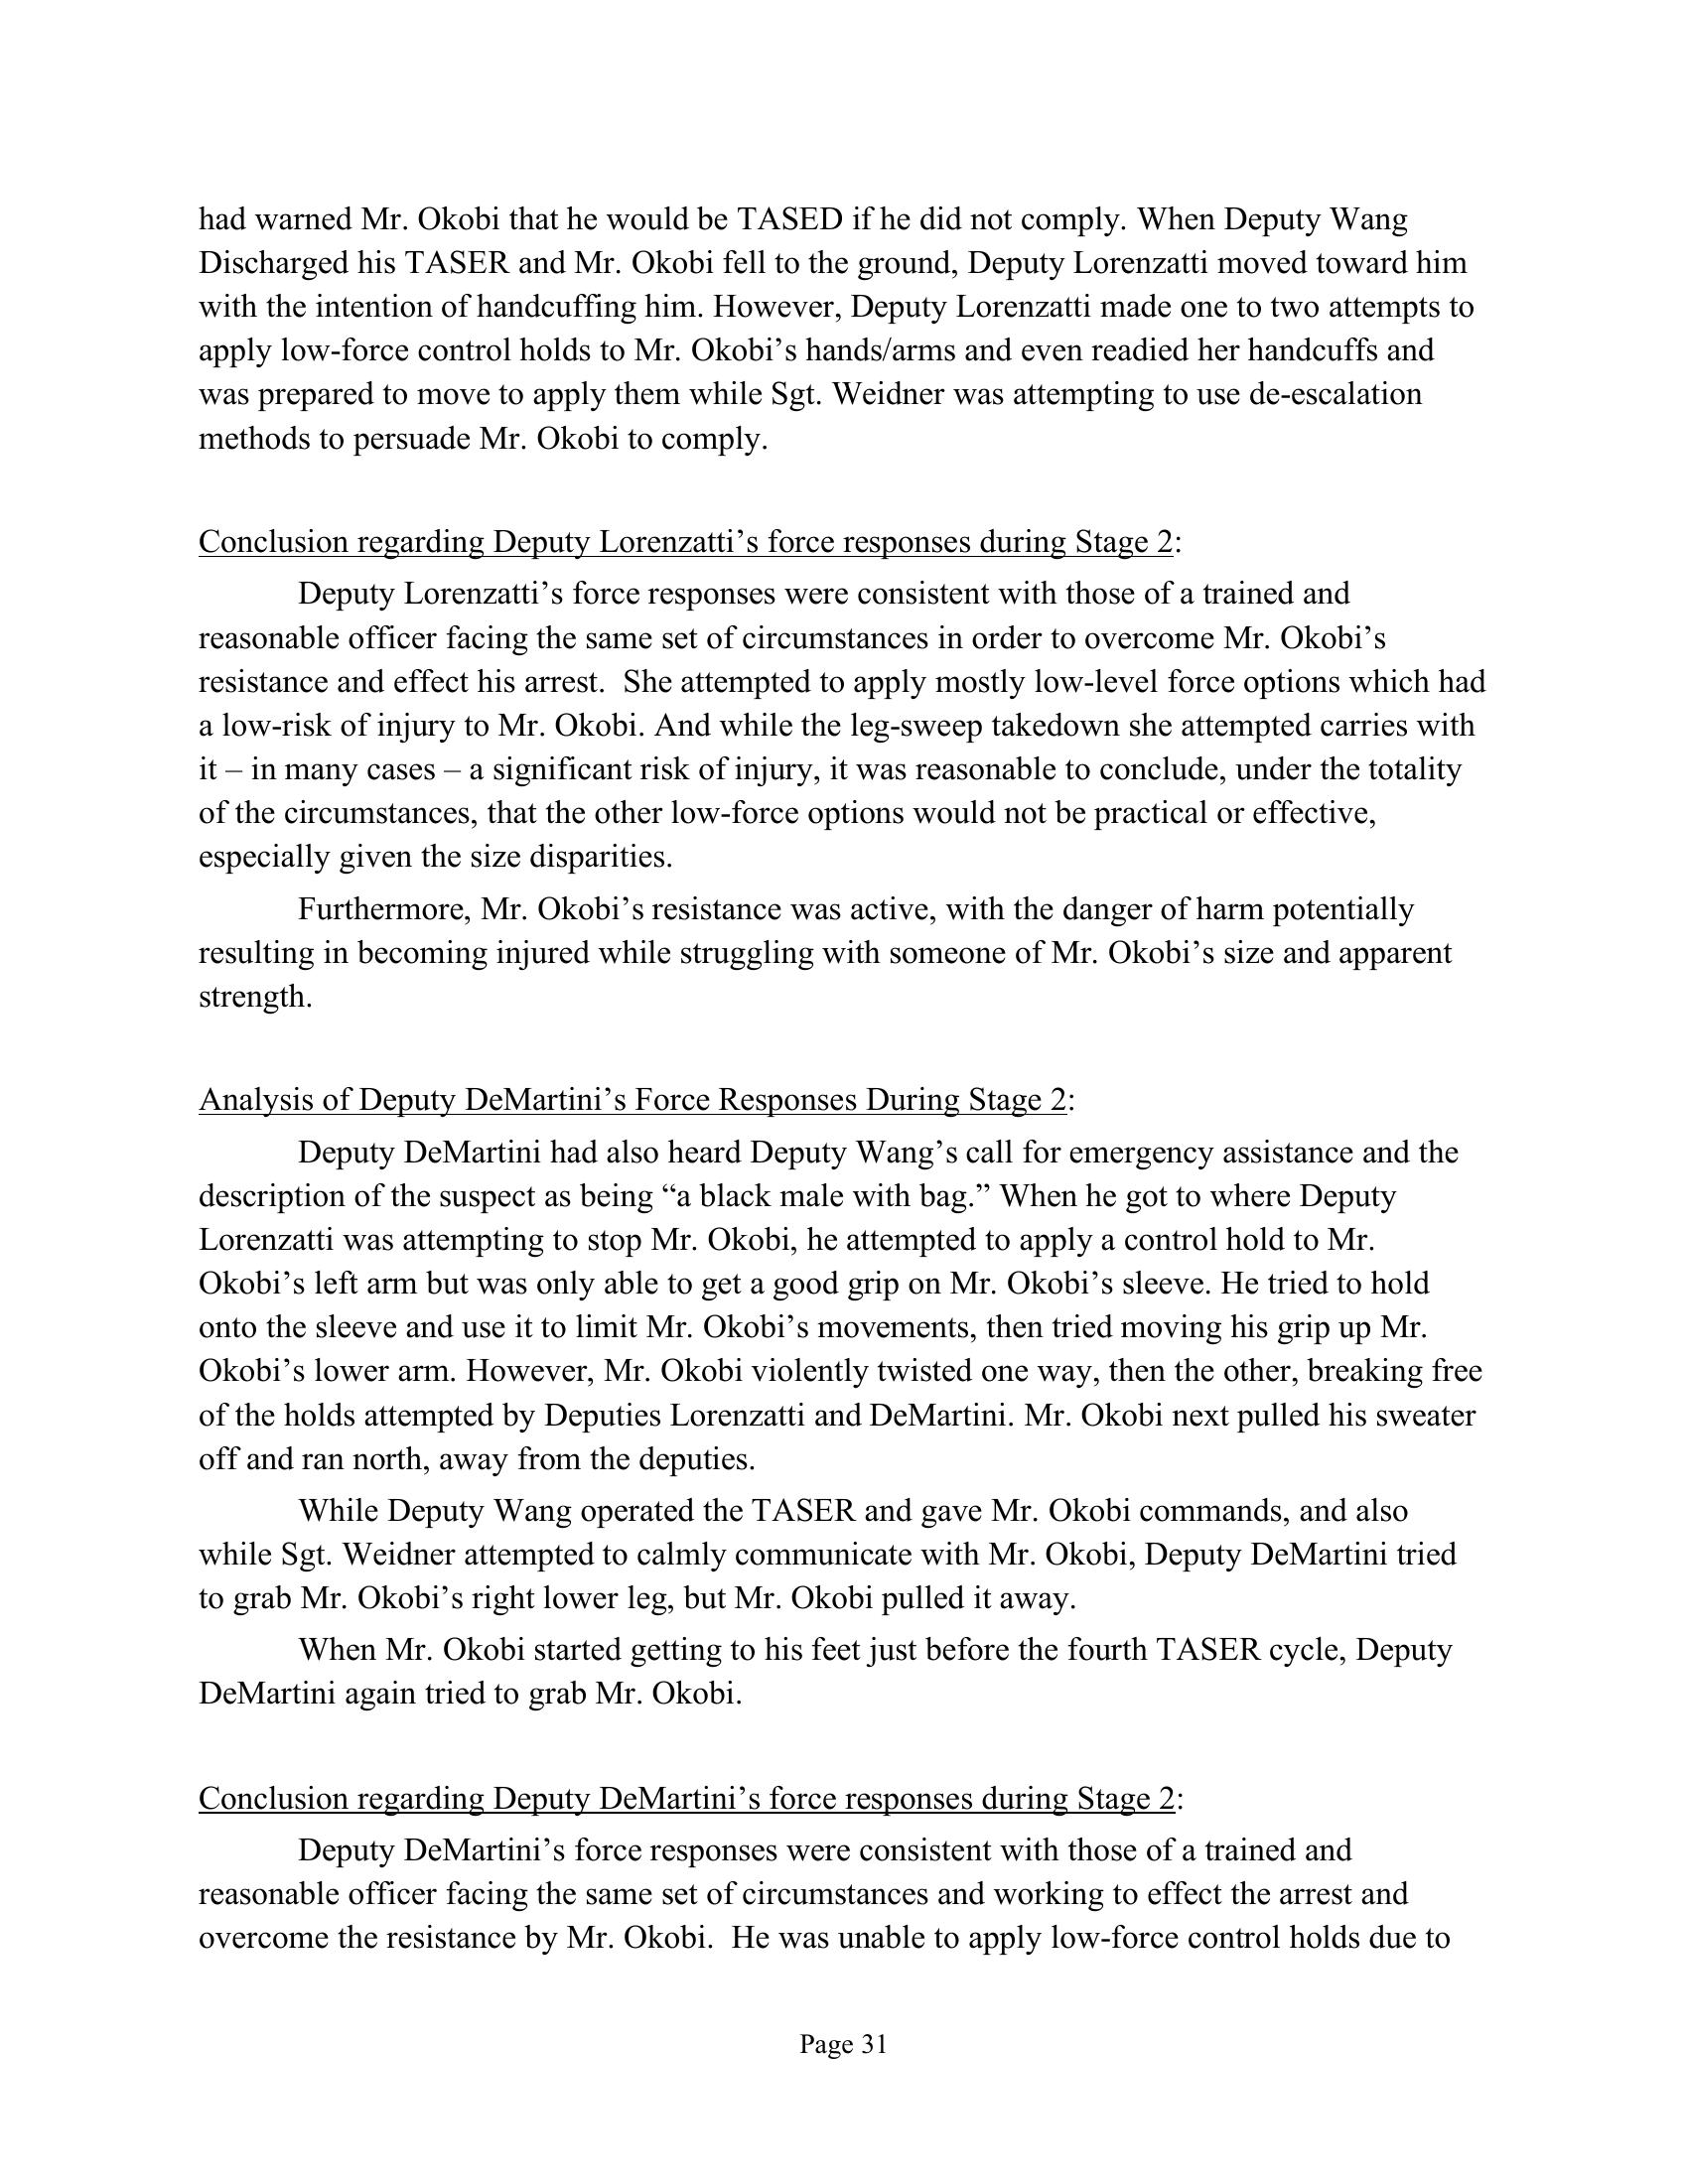 had warned Mr. Okobi that he would be TASED if he did not comply. When Deputy Wang
Discharged his TASER and Mr. Okobi fell to the ground, Deputy Lorenzatti moved toward him
with the intention of handcuffing him. However, Deputy Lorenzatti made one to two attempts to
apply low-force control holds to Mr. Okobi’s hands/arms and even readied her handcuffs and
was prepared to move to apply them while Sgt. Weidner was attempting to use de-escalation
methods to persuade Mr. Okobi to comply.
Conclusion regarding Deputy Lorenzatti’s force responses during Stage 2:
Deputy Lorenzatti’s force responses were consistent with those of a trained and
reasonable officer facing the same set of circumstances in order to overcome Mr. Okobi’s
resistance and effect his arrest.  She attempted to apply mostly low-level force options which had
a low-risk of injury to Mr. Okobi. And while the leg-sweep takedown she attempted carries with
it – in many cases – a significant risk of injury, it was reasonable to conclude, under the totality
of the circumstances, that the other low-force options would not be practical or effective,
especially given the size disparities.
Furthermore, Mr. Okobi’s resistance was active, with the danger of harm potentially
resulting in becoming injured while struggling with someone of Mr. Okobi’s size and apparent
strength.
Analysis of Deputy DeMartini’s Force Responses During Stage 2:
Deputy DeMartini had also heard Deputy Wang’s call for emergency assistance and the
description of the suspect as being “a black male with bag.” When he got to where Deputy
Lorenzatti was attempting to stop Mr. Okobi, he attempted to apply a control hold to Mr.
Okobi’s left arm but was only able to get a good grip on Mr. Okobi’s sleeve. He tried to hold
onto the sleeve and use it to limit Mr. Okobi’s movements, then tried moving his grip up Mr.
Okobi’s lower arm. However, Mr. Okobi violently twisted one way, then the other, breaking free
of the holds attempted by Deputies Lorenzatti and DeMartini. Mr. Okobi next pulled his sweater
off and ran north, away from the deputies.
While Deputy Wang operated the TASER and gave Mr. Okobi commands, and also
while Sgt. Weidner attempted to calmly communicate with Mr. Okobi, Deputy DeMartini tried
to grab Mr. Okobi’s right lower leg, but Mr. Okobi pulled it away.
When Mr. Okobi started getting to his feet just before the fourth TASER cycle, Deputy
DeMartini again tried to grab Mr. Okobi.
Conclusion regarding Deputy DeMartini’s force responses during Stage 2:
Deputy DeMartini’s force responses were consistent with those of a trained and
reasonable officer facing the same set of circumstances and working to effect the arrest and
overcome the resistance by Mr. Okobi.  He was unable to apply low-force control holds due to
Page 31